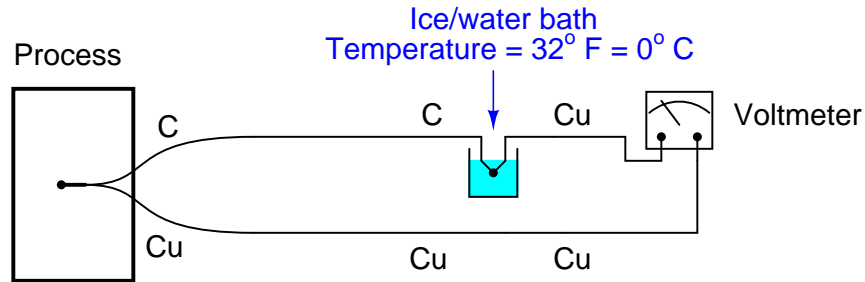 Ice/water bath
Temperature = 32° F = 0° C
Process
Voltmeter
C
C
Cu
Cu
Cu
Cu